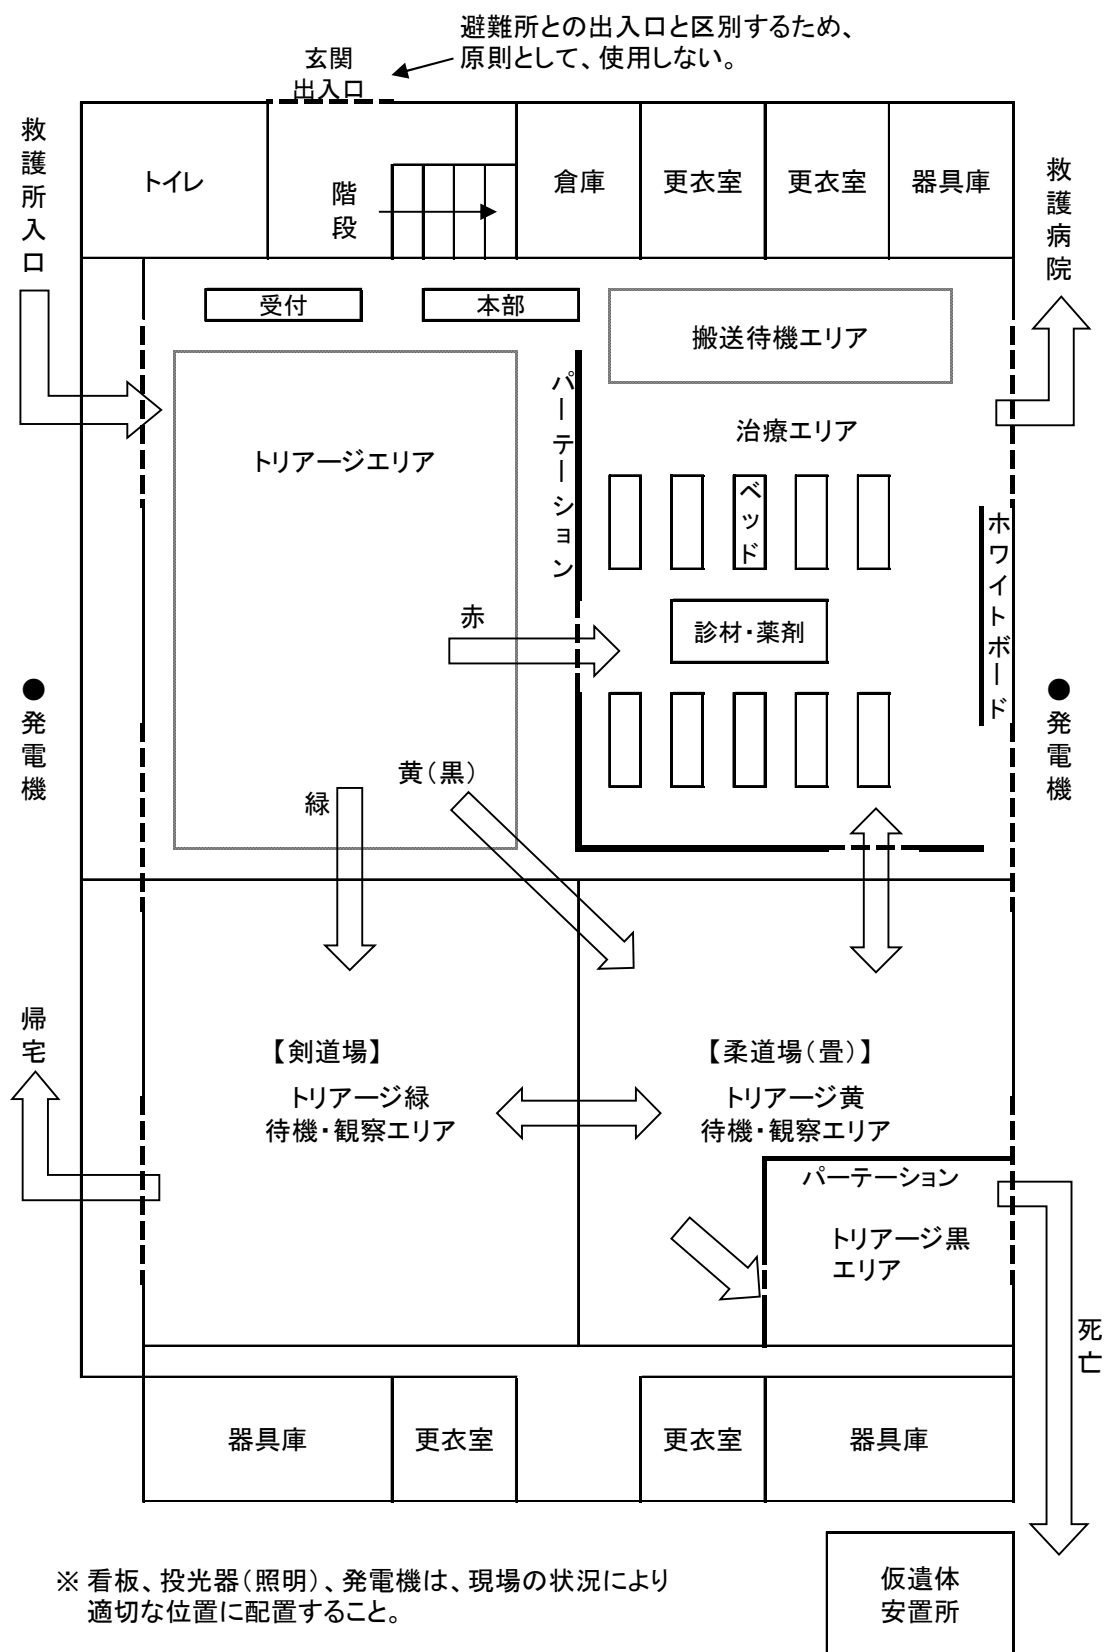 避難所との出入口と区別するため、
原則として、使用しない。
玄関
出入口
救護所入口
トイレ
階段
倉庫
更衣室
更衣室
器具庫
救護病院
受付
本部
搬送待機エリア
パーテーション
治療エリア
トリアージエリア
ベッド
ホワイトボード
赤
診材・薬剤
●発電機
●発電機
黄(黒)
緑
帰宅
【剣道場】
トリアージ緑
待機・観察エリア
【柔道場(畳)】
トリアージ黄
待機・観察エリア
パーテーション
トリアージ黒
エリア
死亡
器具庫
更衣室
更衣室
器具庫
※ 看板、投光器(照明)、発電機は、現場の状況により
適切な位置に配置すること。
仮遺体
安置所